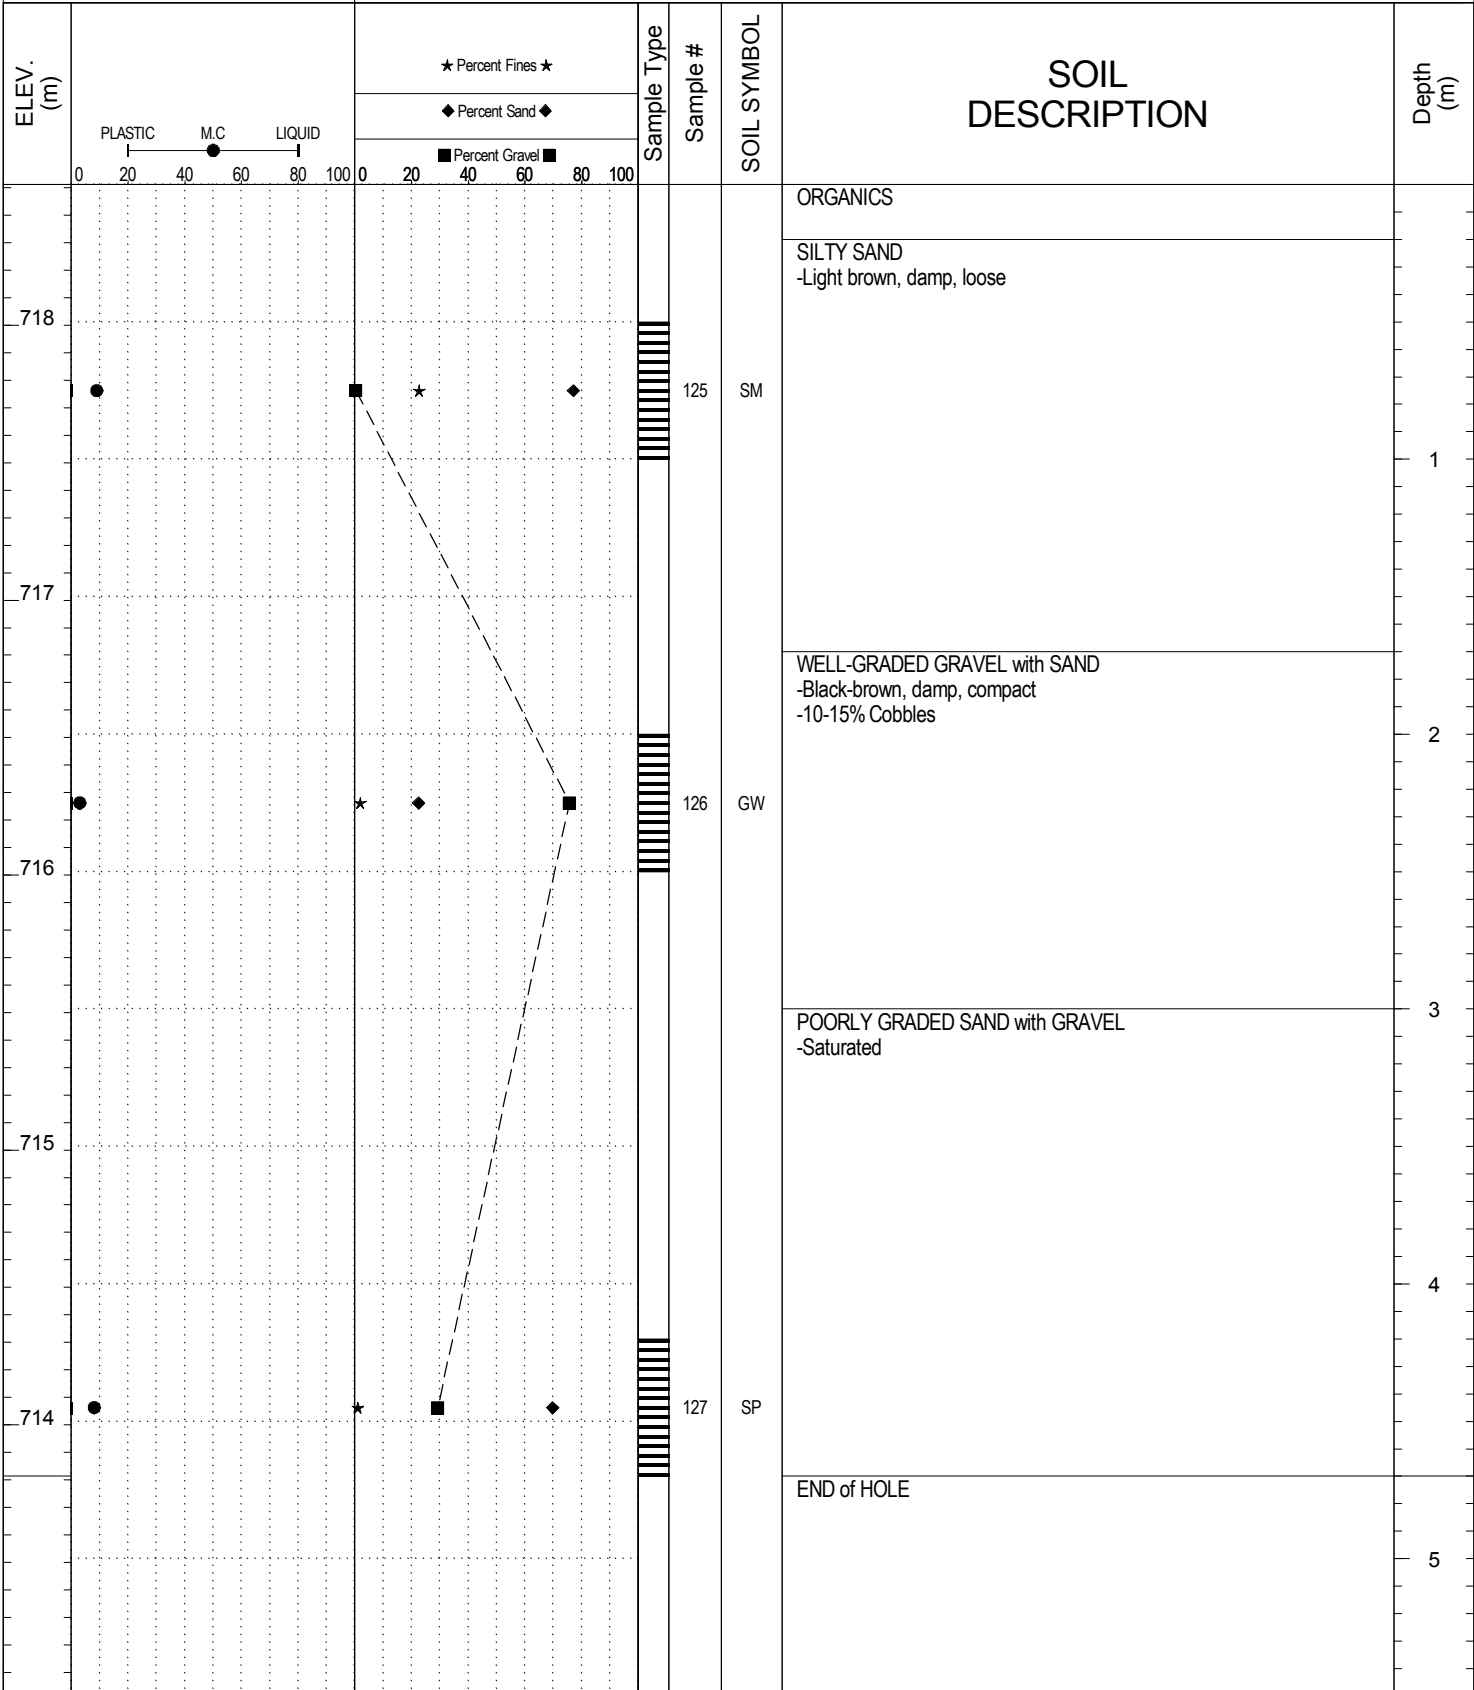 ELEV.
(m)
PLASTIC M.C LIQUID
0 20 40 60 80 100
★ Percent Fines ★
◆ Percent Sand ◆
■ Percent Gravel ■
0 20 40 60 80 100
Sample Type
Sample #
SOIL SYMBOL
SOIL
DESCRIPTION
Depth
(m)
ORGANICS
SILTY SAND
-Light brown, damp, loose
718
125 SM
1
717
WELL-GRADED GRAVEL with SAND
-Black-brown, damp, compact
-10-15% Cobbles
2
126 GW
716
3
POORLY GRADED SAND with GRAVEL
-Saturated
715
4
127 SP
714
END of HOLE
5